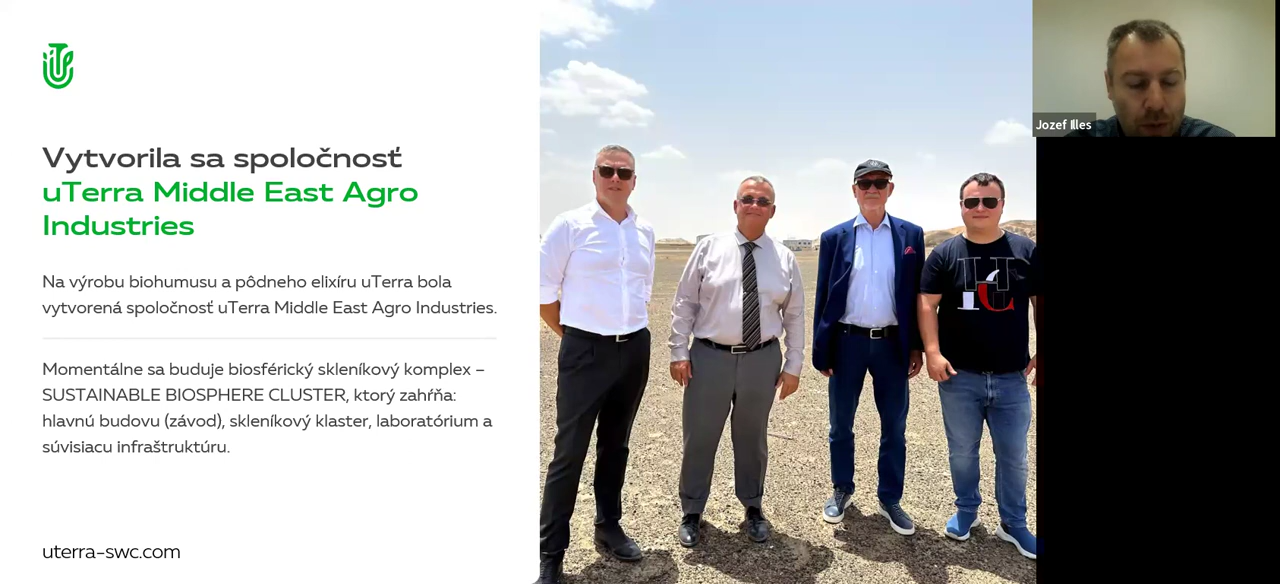 Vytvorila sa spoločnosť
uTerra Middle East Agro
Industries
Na výrobu biohumusu a pôdneho elixíru uTerra bola
vytvorená spoločnosť uTerra Middle East Agro Industries.
Momentálne sa buduje biosférický skleníkový komplex –
SUSTAINABLE BIOSPHERE CLUSTER, ktorý zahŕňa:
hlavnú budovu (závod), skleníkový klaster, laboratórium a
súvisiacu infraštruktúru.
uterra-swc.com
Jozef Illes